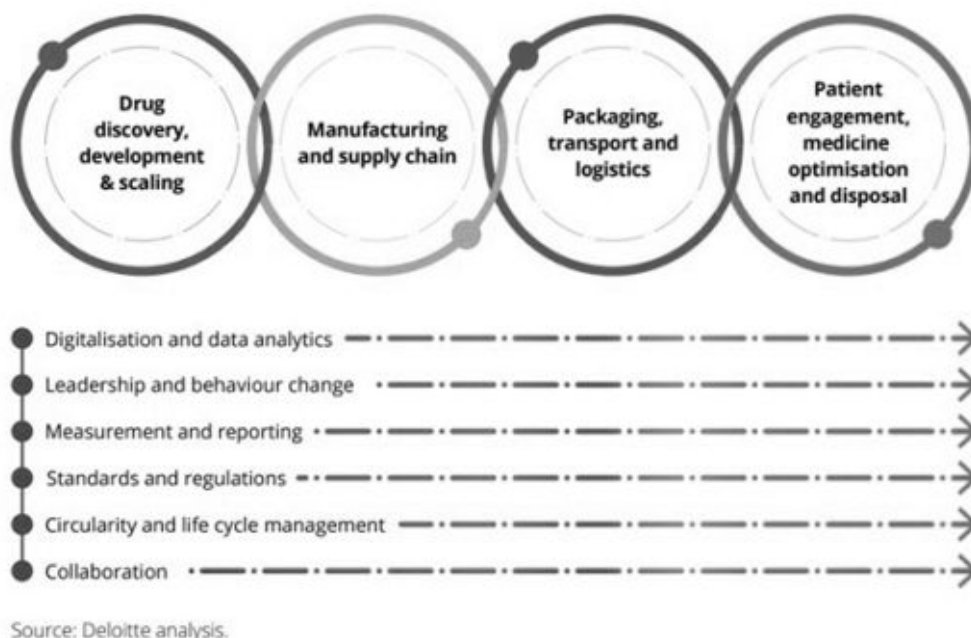 Drug
discovery,
development
& scaling
Manufacturing
and supply chain
Packaging,
transport and
logistics
Patient
engagement,
medicine
optimisation
and disposal
Digitalisation and data analytics
Leadership and behaviour change
Measurement and reporting
Standards and regulations
Circularity and life cycle management
Collaboration
Source: Deloitte analysis.